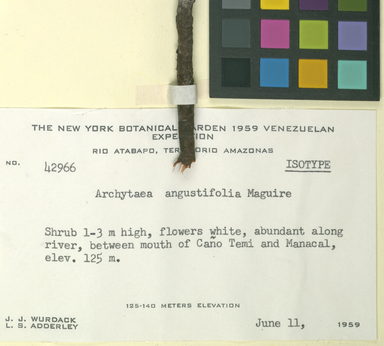 THE NEW YORK BOTANICAL GARDEN 1959 VENEZUELAN
EXPEDITION
RIO ATABAPO, TERRITORIO AMAZONAS
NO. 42966 ISOTYPE
Archytaea angustifolia Maguire
Shrub 1-3 m high, flowers white, abundant along
river, between mouth of Caño Temi and Manacal,
elev. 125 m.
125-140 METERS ELEVATION
J. J. WURDACK
L. S. ADDERLEY June 11, 1959